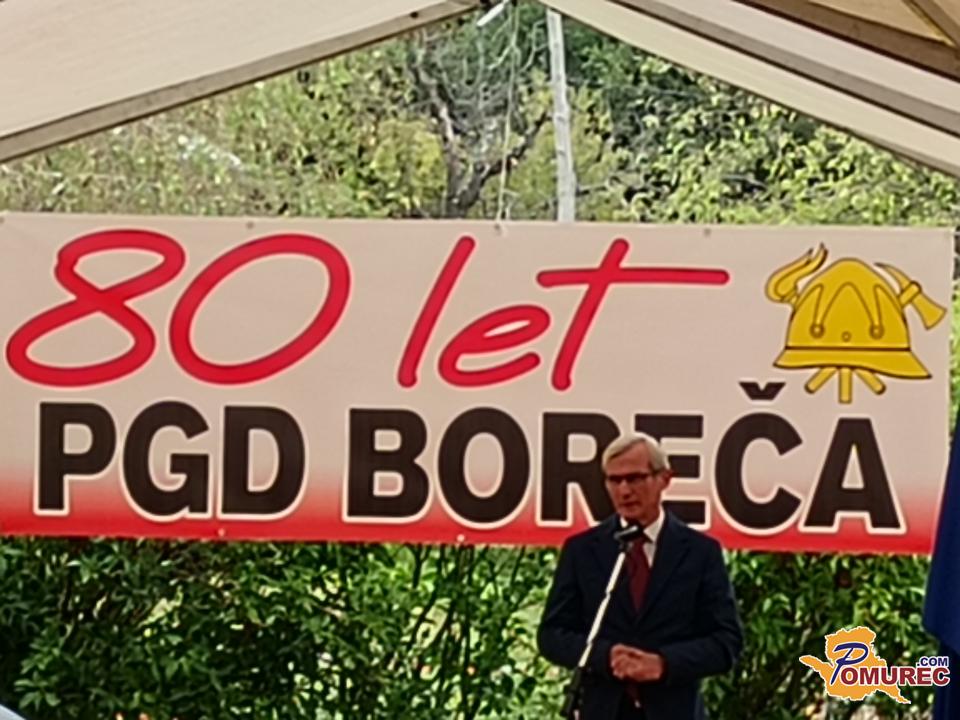 80 let
PGD BOREČA
POMUREC
.COM